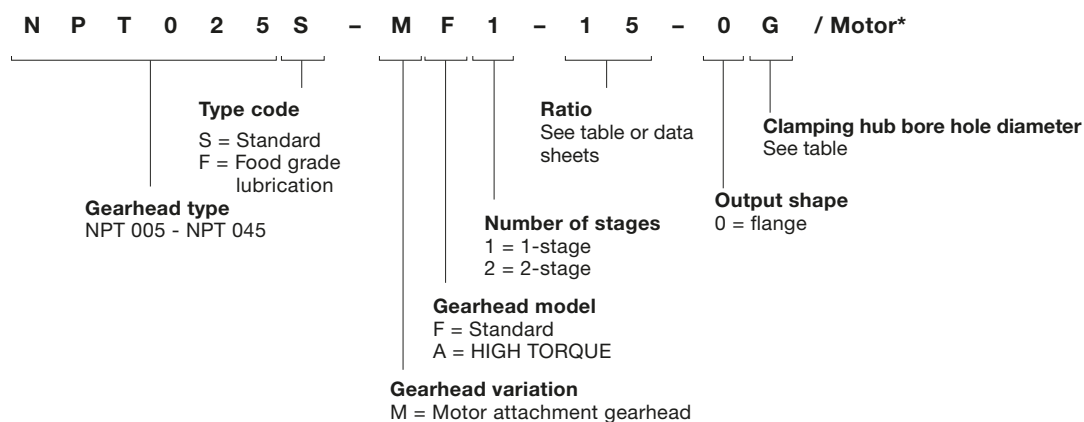 N P T 0 2 5 S – M F 1 – 1 5 – 0 G / Motor*
Type code
S = Standard
F = Food grade
lubrication
Gearhead type
NPT 005 - NPT 045
Ratio
See table or data
sheets
Clamping hub bore hole diameter
See table
Output shape
0 = flange
Number of stages
1 = 1-stage
2 = 2-stage
Gearhead model
F = Standard
A = HIGH TORQUE
Gearhead variation
M = Motor attachment gearhead